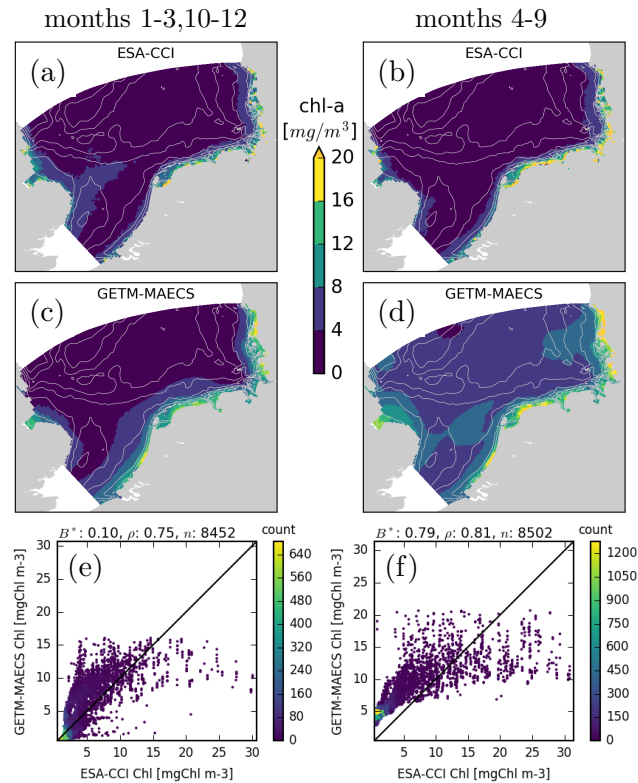 months 1-3,10-12
months 4-9
ESA-CCI
(a)
ESA-CCI
(b)
chl-a
[mg/m³]
20
16
12
8
4
0
GETM-MAECS
(c)
GETM-MAECS
(d)
B*: 0.10, ρ: 0.75, n: 8452
count
(e)
GETM-MAECS Chl [mgChl m-3]
30
25
20
15
10
5
5 10 15 20 25 30
ESA-CCI Chl [mgChl m-3]
640
560
480
400
320
240
160
80
0
B*: 0.79, ρ: 0.81, n: 8502
count
(f)
GETM-MAECS Chl [mgChl m-3]
30
25
20
15
10
5
5 10 15 20 25 30
ESA-CCI Chl [mgChl m-3]
1200
1050
900
750
600
450
300
150
0